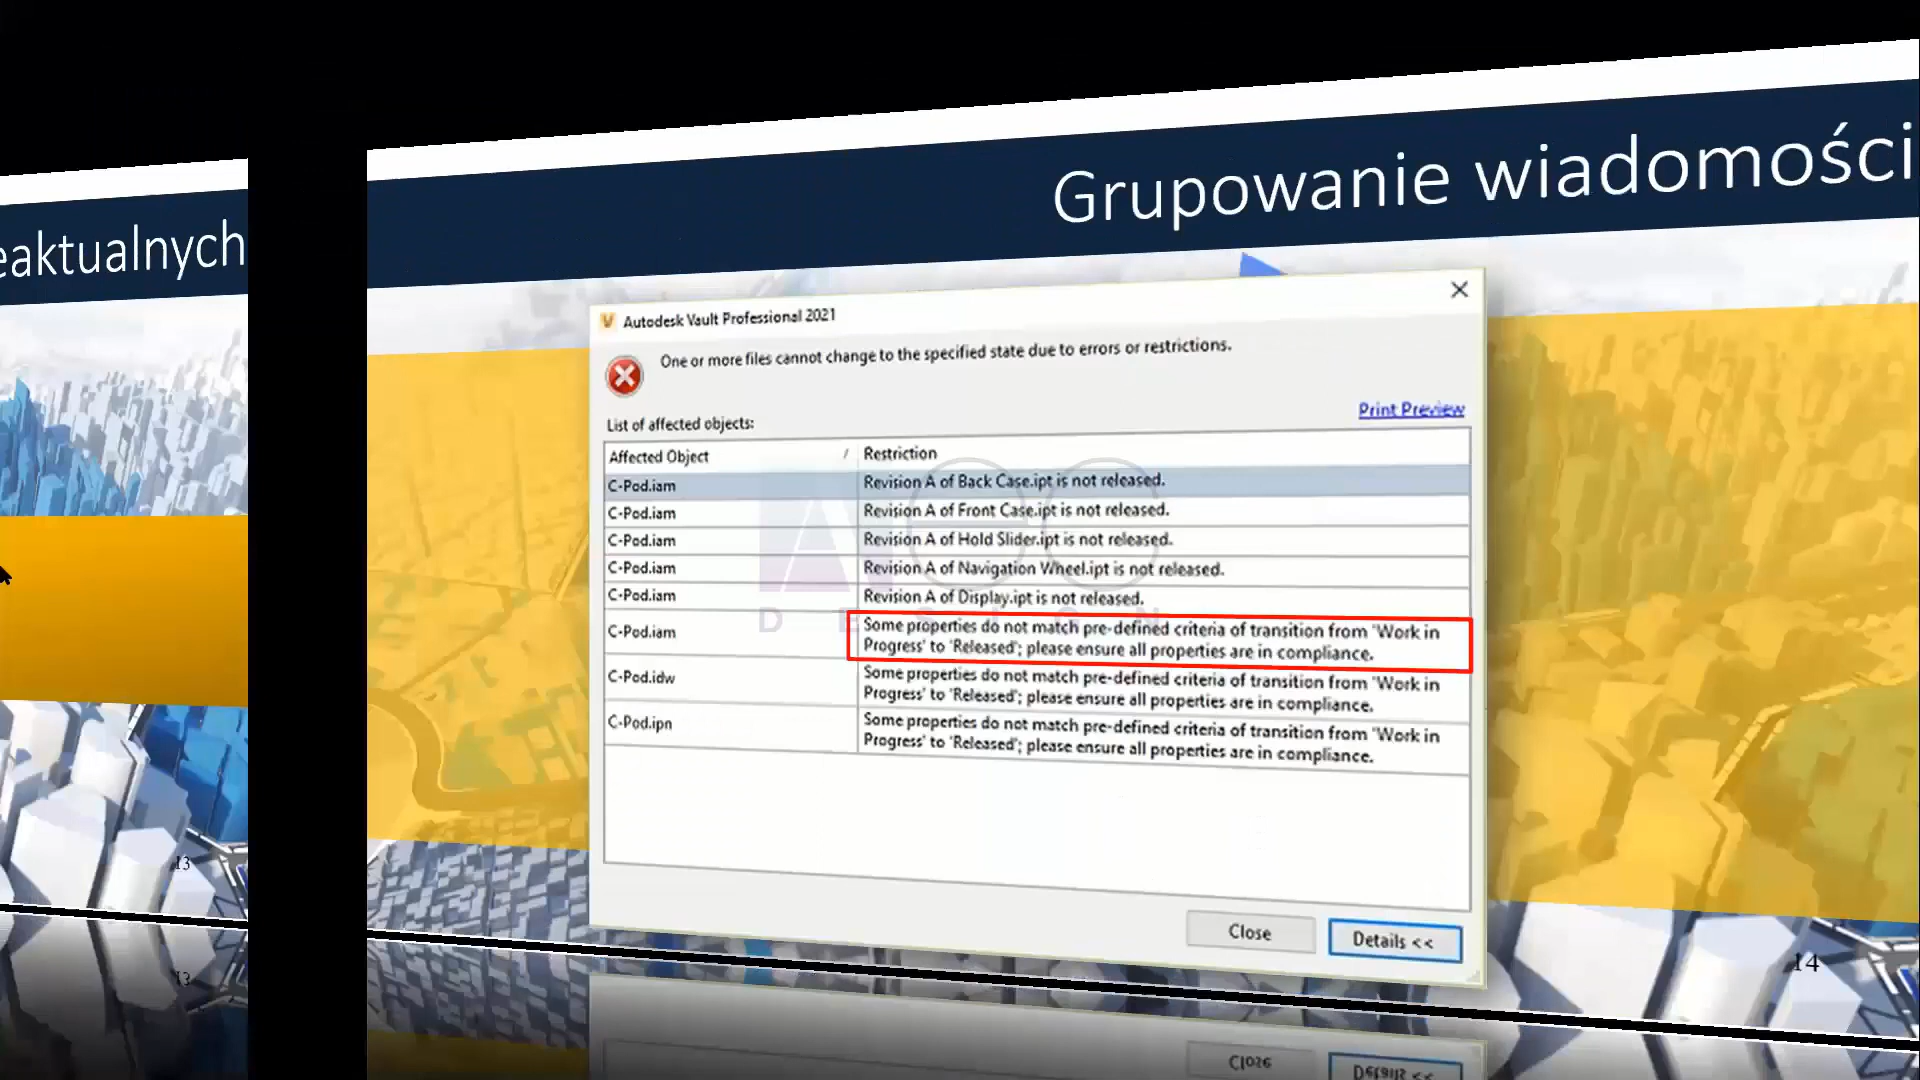 eaktualnych
Grupowanie wiadomości
Autodesk Vault Professional 2021
One or more files cannot change to the specified state due to errors or restrictions.
Print Preview
List of affected objects:
Affected Object / Restriction
C-Pod.iam Revision A of Back Case.ipt is not released.
C-Pod.iam Revision A of Front Case.ipt is not released.
C-Pod.iam Revision A of Hold Slider.ipt is not released.
C-Pod.iam Revision A of Navigation Wheel.ipt is not released.
C-Pod.iam Revision A of Display.ipt is not released.
C-Pod.iam Some properties do not match pre-defined criteria of transition from 'Work in
Progress' to 'Released'; please ensure all properties are in compliance.
C-Pod.idw Some properties do not match pre-defined criteria of transition from 'Work in
Progress' to 'Released'; please ensure all properties are in compliance.
C-Pod.ipn Some properties do not match pre-defined criteria of transition from 'Work in
Progress' to 'Released'; please ensure all properties are in compliance.
Close Details <<
13
14